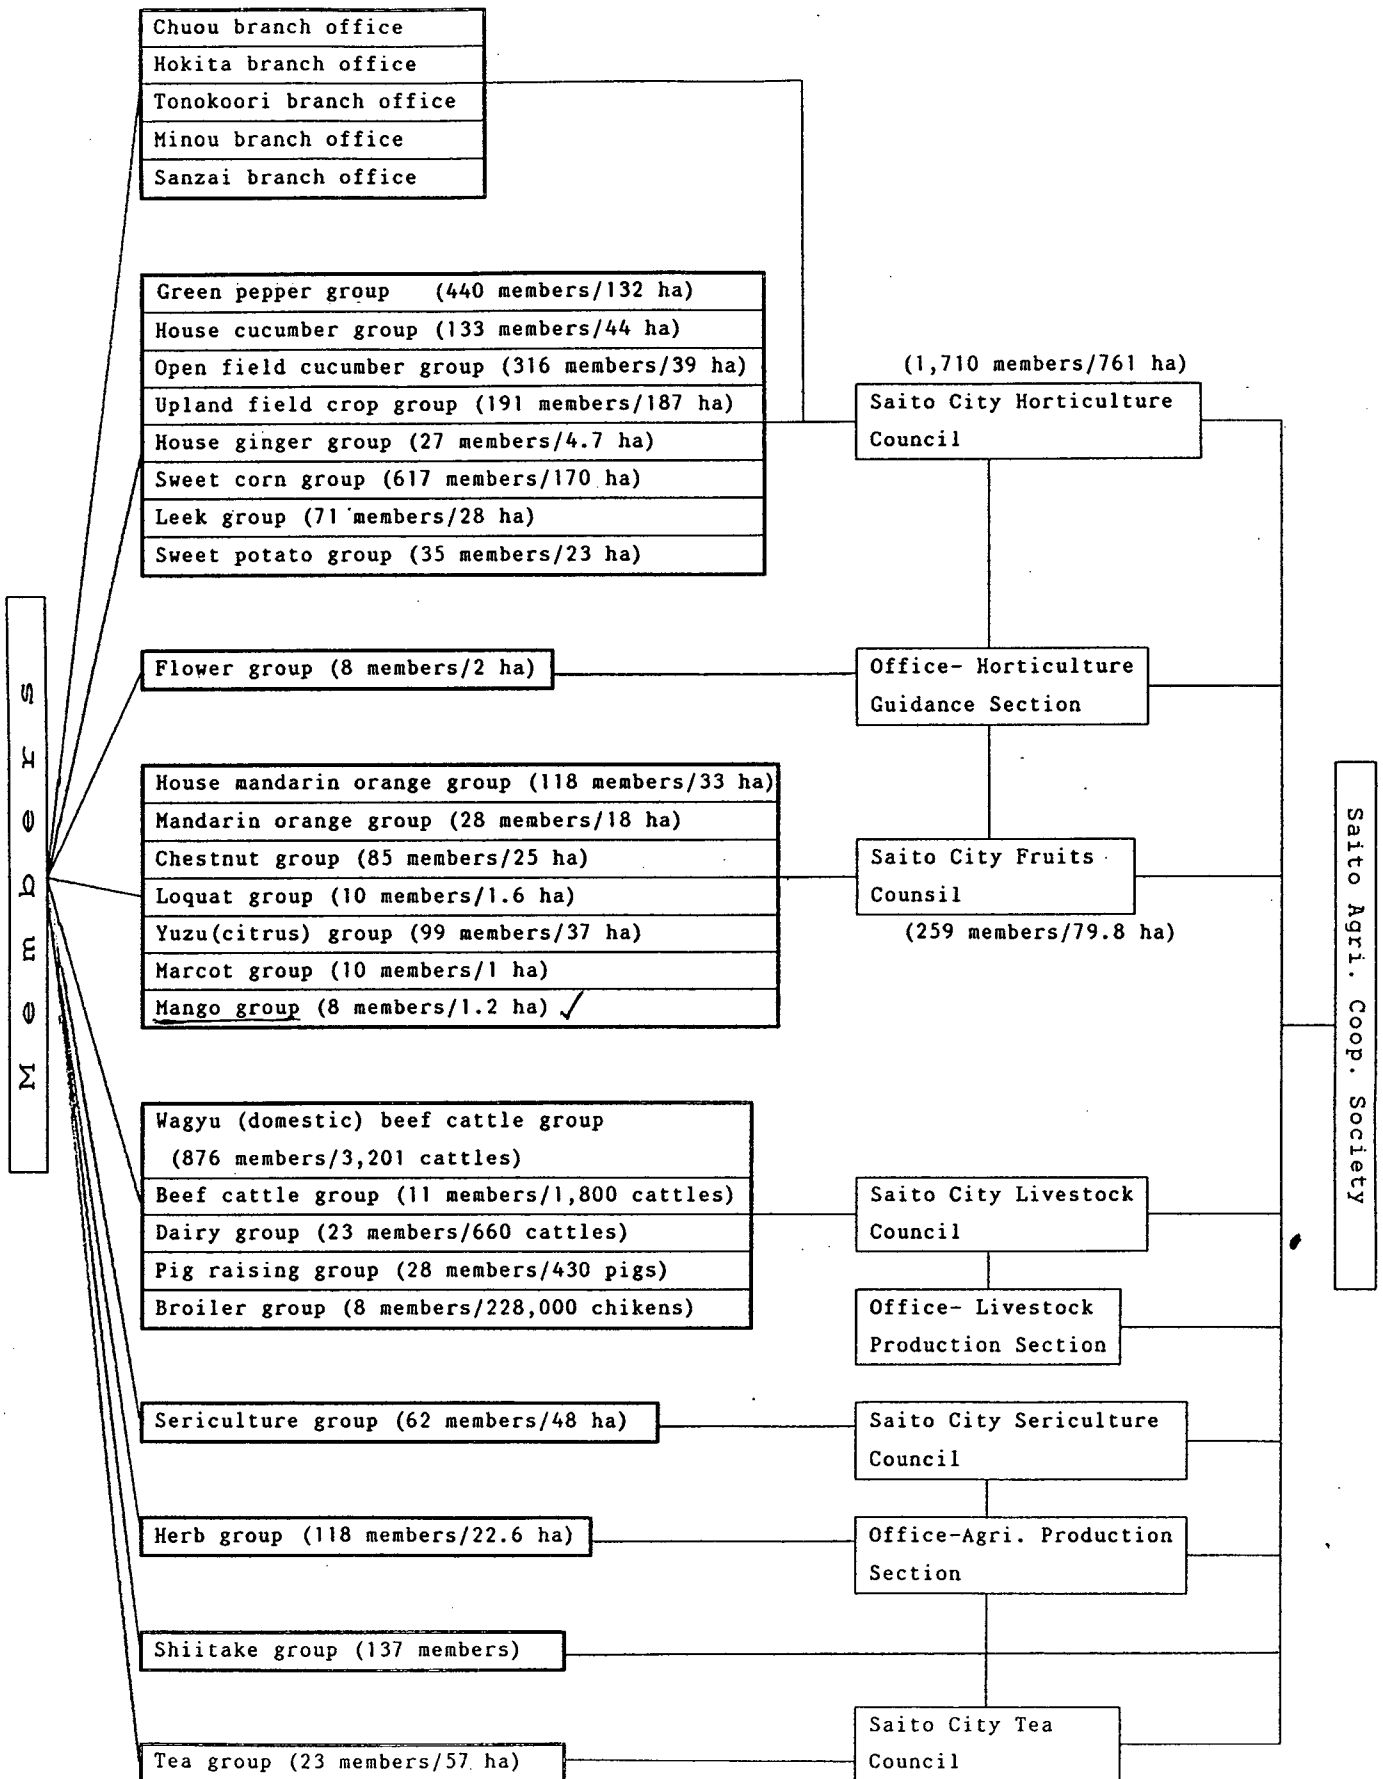 Chuou branch office
Hokita branch office
Tonokoori branch office
Minou branch office
Sanzai branch office
Green pepper group (440 members/132 ha)
House cucumber group (133 members/44 ha)
Open field cucumber group (316 members/39 ha)
Upland field crop group (191 members/187 ha)
House ginger group (27 members/4.7 ha)
Sweet corn group (617 members/170 ha)
Leek group (71 members/28 ha)
Sweet potato group (35 members/23 ha)
(1,710 members/761 ha)
Saito City Horticulture
Council
Members
Flower group (8 members/2 ha)
Office- Horticulture
Guidance Section
House mandarin orange group (118 members/33 ha)
Mandarin orange group (28 members/18 ha)
Chestnut group (85 members/25 ha)
Loquat group (10 members/1.6 ha)
Yuzu(citrus) group (99 members/37 ha)
Marcot group (10 members/1 ha)
Mango group (8 members/1.2 ha) ✓
Saito City Fruits
Counsil
(259 members/79.8 ha)
Saito Agri. Coop. Society
Wagyu (domestic) beef cattle group
(876 members/3,201 cattles)
Beef cattle group (11 members/1,800 cattles)
Dairy group (23 members/660 cattles)
Pig raising group (28 members/430 pigs)
Broiler group (8 members/228,000 chikens)
Saito City Livestock
Council
Office- Livestock
Production Section
Sericulture group (62 members/48 ha)
Saito City Sericulture
Council
Herb group (118 members/22.6 ha)
Office-Agri. Production
Section
Shiitake group (137 members)
Tea group (23 members/57 ha)
Saito City Tea
Council